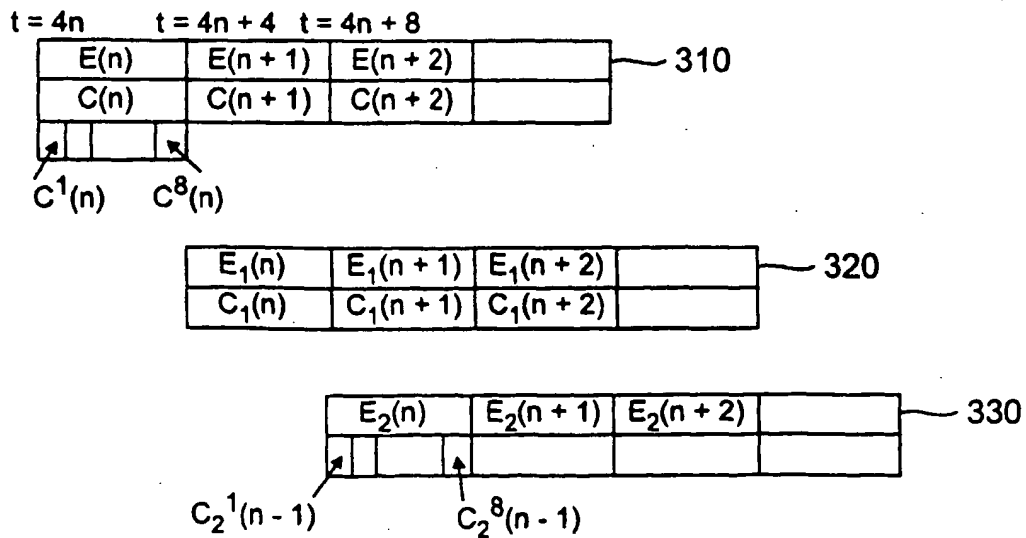 t = 4n t = 4n + 4 t = 4n + 8
E(n) E(n + 1) E(n + 2) 310
C(n) C(n + 1) C(n + 2)
C¹(n) C⁸(n)
E₁(n) E₁(n + 1) E₁(n + 2) 320
C₁(n) C₁(n + 1) C₁(n + 2)
E₂(n) E₂(n + 1) E₂(n + 2) 330
C₂¹(n - 1) C₂⁸(n - 1)